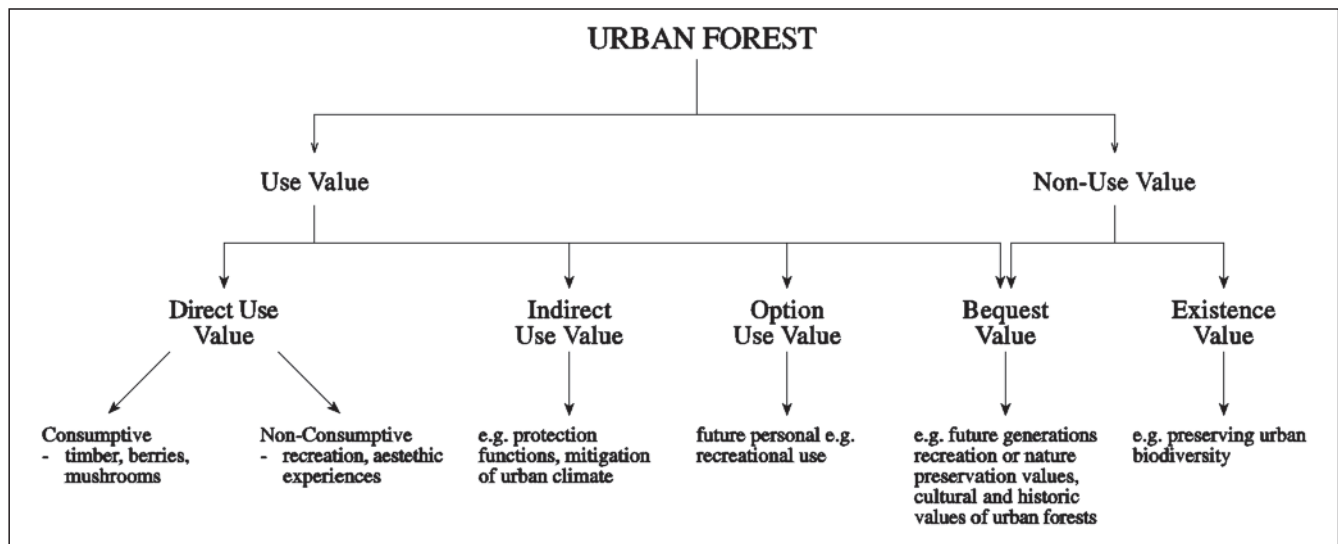 URBAN FOREST
Use Value
Non-Use Value
Direct Use
Value
Indirect
Use Value
Option
Use Value
Bequest
Value
Existence
Value
Consumptive
- timber, berries,
mushrooms
Non-Consumptive
- recreation, aestethic
experiences
e.g. protection
functions, mitigation
of urban climate
future personal e.g.
recreational use
e.g. future generations
recreation or nature
preservation values,
cultural and historic
values of urban forests
e.g. preserving urban
biodiversity